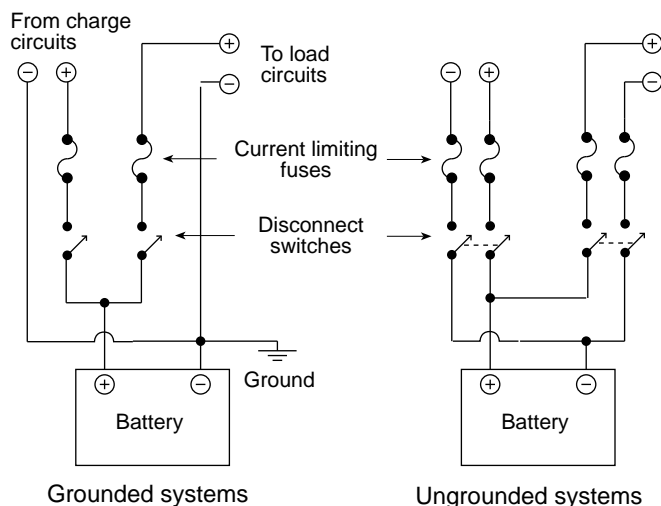 From charge
circuits
− +
+
−
To load
circuits
− +
+
−
Current limiting
fuses
Disconnect
switches
Ground
+ −
Battery
+ −
Battery
Grounded systems
Ungrounded systems